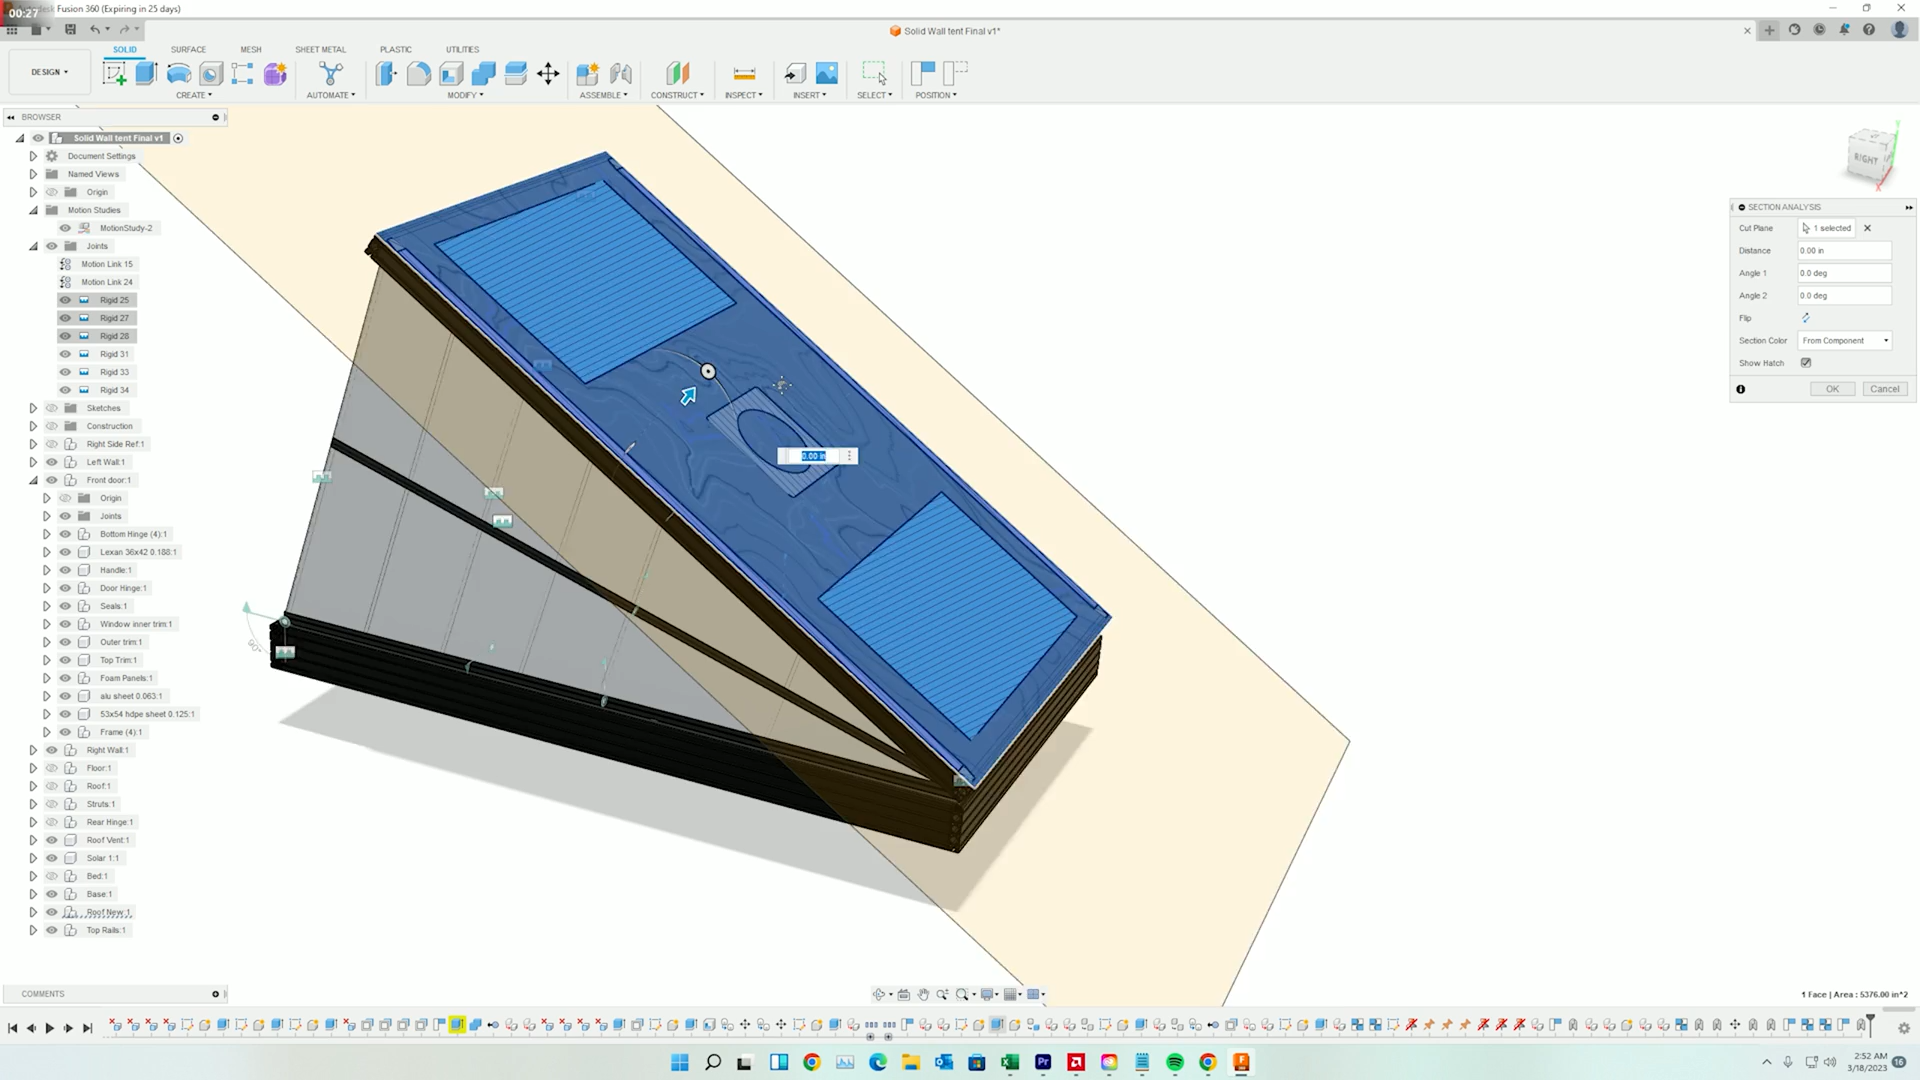 00:27
Autodesk Fusion 360 (Expiring in 25 days)
Solid Wall tent Final v1*
SOLID SURFACE MESH SHEET METAL PLASTIC UTILITIES
DESIGN
CREATE AUTOMATE MODIFY ASSEMBLE CONSTRUCT INSPECT INSERT SELECT POSITION
BROWSER
Solid Wall tent Final v1
Document Settings
Named Views
Origin
Motion Studies
MotionStudy-2
Joints
Motion Link 15
Motion Link 24
Rigid 25
Rigid 27
Rigid 28
Rigid 31
Rigid 33
Rigid 34
Sketches
Construction
Right Side Ref:1
Left Wall:1
Front door:1
Origin
Joints
Bottom Hinge (4):1
Lexan 36x42 0.188:1
Handle:1
Door Hinge:1
Seals:1
Window inner trim:1
Outer trim:1
Top Trim:1
Foam Panels:1
alu sheet 0.063:1
53x54 hdpe sheet 0.125:1
Frame (4):1
Right Wall:1
Floor:1
Roof:1
Struts:1
Rear Hinge:1
Roof Vent:1
Solar 1:1
Bed:1
Base:1
Roof New:1
Top Rails:1
COMMENTS
0.00 in
RIGHT
SECTION ANALYSIS
Cut Plane 1 selected
Distance 0.00 in
Angle 1 0.0 deg
Angle 2 0.0 deg
Flip
Section Color From Component
Show Hatch
OK Cancel
1 Face | Area : 5376.00 in^2
2:52 AM
3/18/2023
16